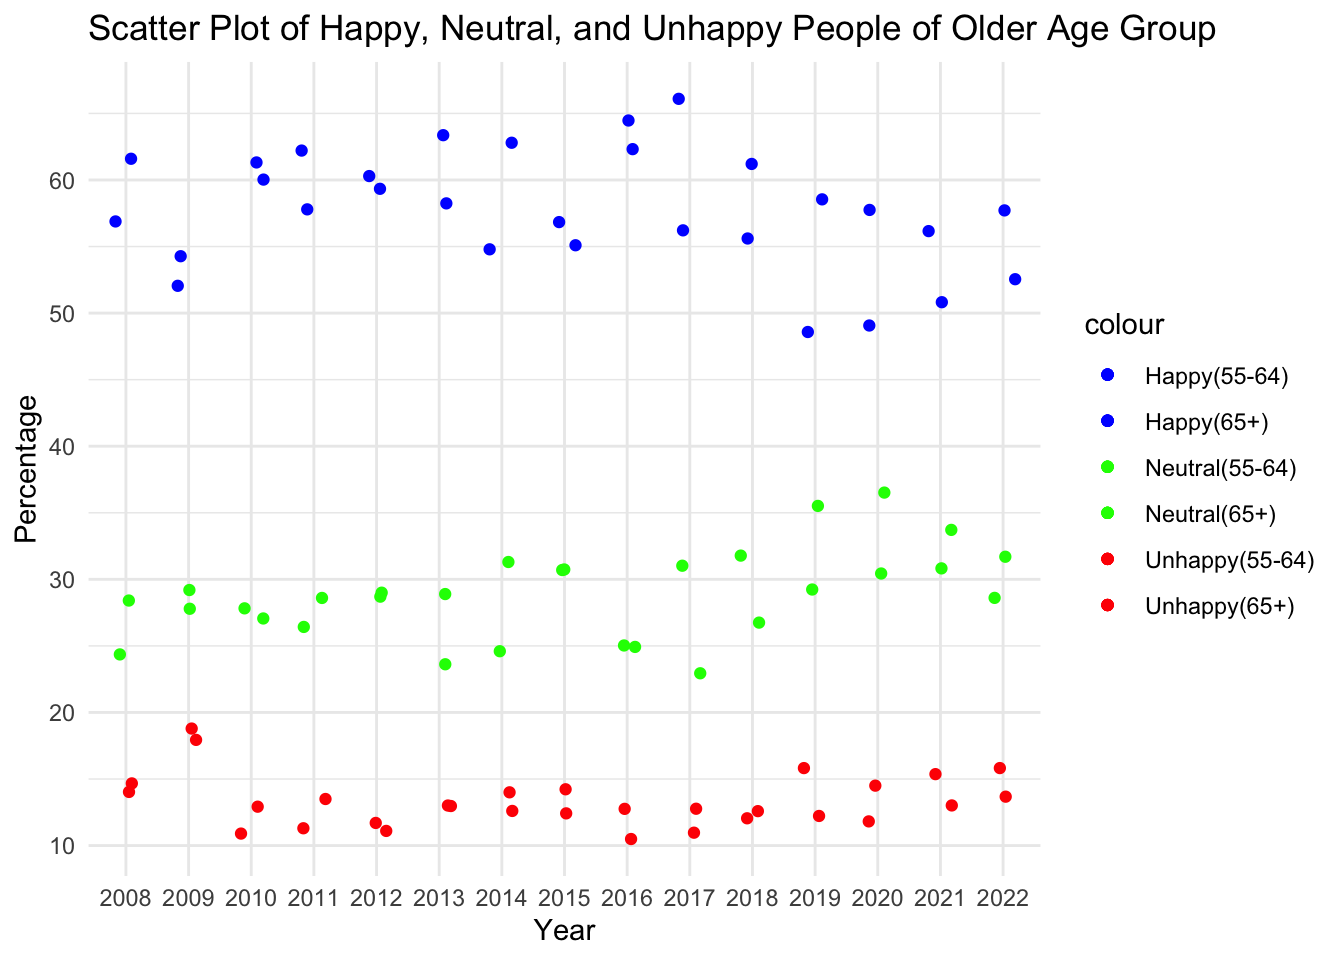 Scatter Plot of Happy, Neutral, and Unhappy People of Older Age Group
Percentage
60
50
40
30
20
10
2008 2009 2010 2011 2012 2013 2014 2015 2016 2017 2018 2019 2020 2021 2022
Year
colour
Happy(55-64)
Happy(65+)
Neutral(55-64)
Neutral(65+)
Unhappy(55-64)
Unhappy(65+)